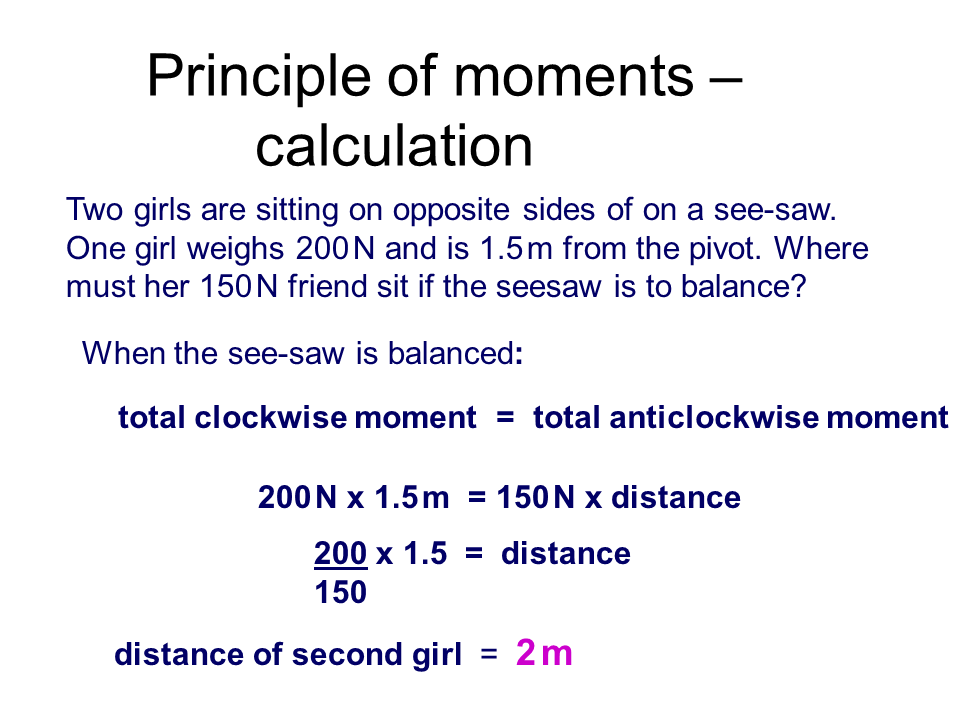 Principle of moments –
calculation
Two girls are sitting on opposite sides of on a see-saw.
One girl weighs 200 N and is 1.5 m from the pivot. Where
must her 150 N friend sit if the seesaw is to balance?
When the see-saw is balanced:
total clockwise moment = total anticlockwise moment
200 N x 1.5 m = 150 N x distance
200 x 1.5 = distance
150
distance of second girl = 2 m